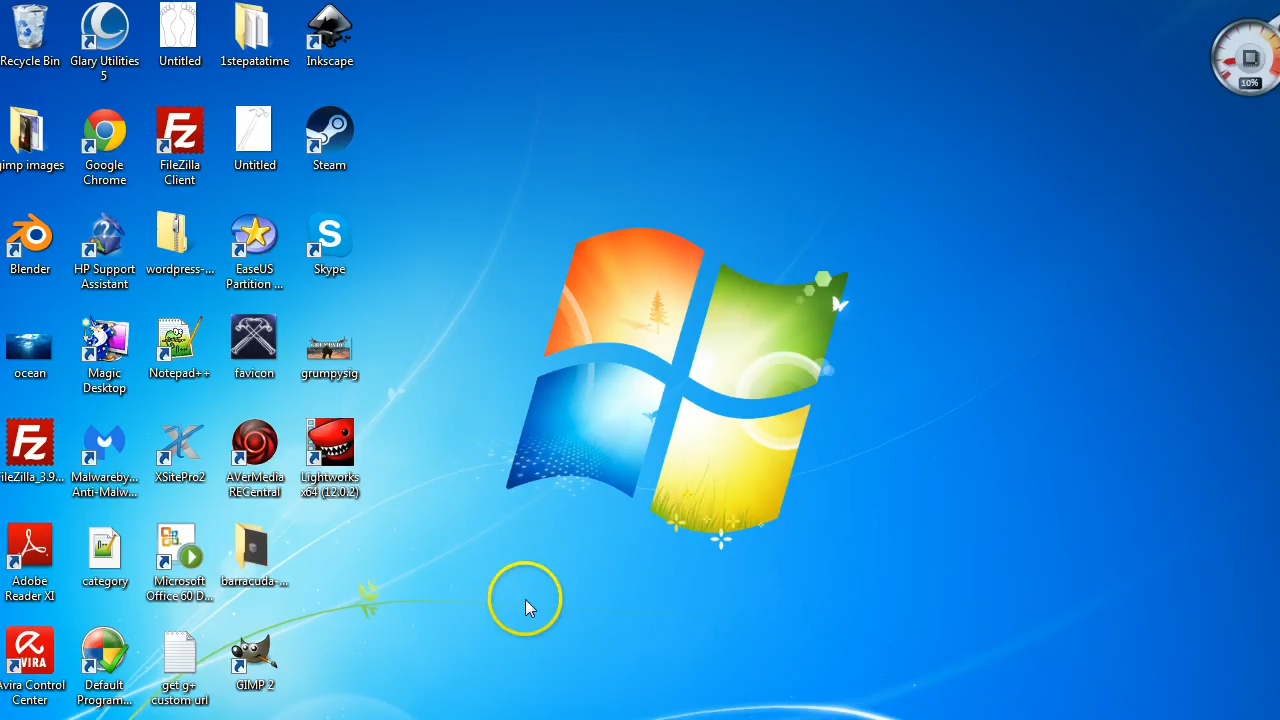 Recycle Bin
Glary Utilities
5
Untitled
1stepatatime
Inkscape
10%
gimp images
Google
Chrome
FileZilla
Client
Untitled
Steam
Blender
HP Support
Assistant
wordpress-...
EaseUS
Partition ...
Skype
ocean
Magic
Desktop
Notepad++
favicon
grumpysig
FileZilla_3.9...
Malwareby...
Anti-Malw...
XSitePro2
AVerMedia
RECentral
Lightworks
x64 (12.0.2)
Adobe
Reader XI
category
Microsoft
Office 60 D...
barracuda-...
AVIRA
Avira Control
Center
Default
Program...
get g+
custom url
GIMP 2